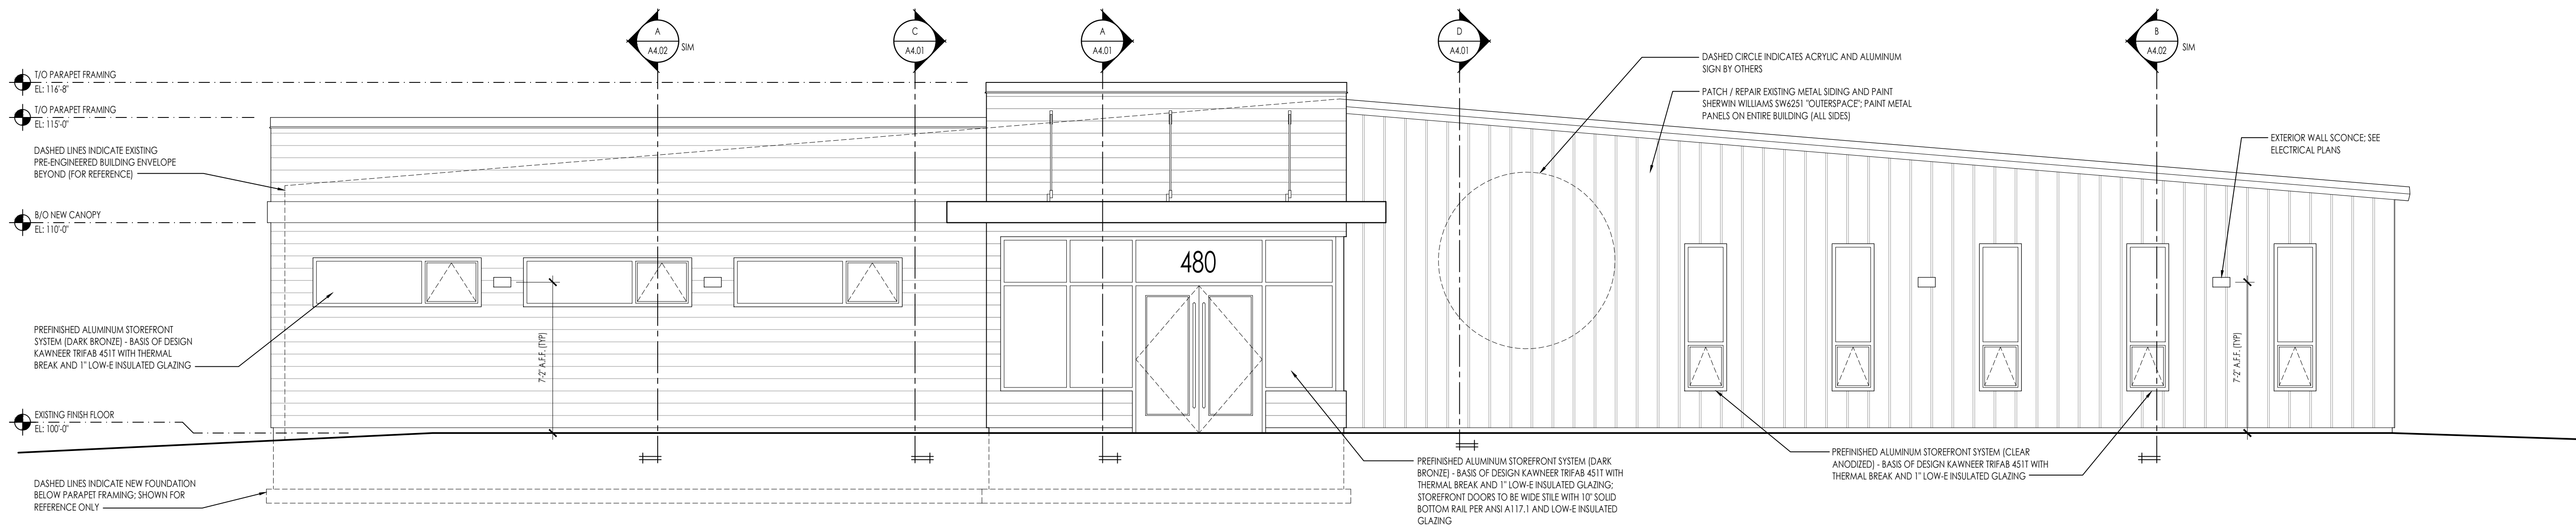 A
A4.02
SIM
C
A4.01
A
A4.01
D
A4.01
B
A4.02
SIM
T/O PARAPET FRAMING
EL: 116'-8"
T/O PARAPET FRAMING
EL: 115'-0"
DASHED LINES INDICATE EXISTING
PRE-ENGINEERED BUILDING ENVELOPE
BEYOND (FOR REFERENCE)
B/O NEW CANOPY
EL: 110'-0"
PREFINISHED ALUMINUM STOREFRONT
SYSTEM (DARK BRONZE) - BASIS OF DESIGN
KAWNEER TRIFAB 451T WITH THERMAL
BREAK AND 1" LOW-E INSULATED GLAZING
EXISTING FINISH FLOOR
EL: 100'-0"
DASHED LINES INDICATE NEW FOUNDATION
BELOW PARAPET FRAMING; SHOWN FOR
REFERENCE ONLY
7'-2" A.F.F. (TYP)
480
DASHED CIRCLE INDICATES ACRYLIC AND ALUMINUM
SIGN BY OTHERS
PATCH / REPAIR EXISTING METAL SIDING AND PAINT
SHERWIN WILLIAMS SW6251 "OUTERSPACE"; PAINT METAL
PANELS ON ENTIRE BUILDING (ALL SIDES)
EXTERIOR WALL SCONCE; SEE
ELECTRICAL PLANS
7'-2" A.F.F. (TYP)
PREFINISHED ALUMINUM STOREFRONT SYSTEM (DARK
BRONZE) - BASIS OF DESIGN KAWNEER TRIFAB 451T WITH
THERMAL BREAK AND 1" LOW-E INSULATED GLAZING;
STOREFRONT DOORS TO BE WIDE STILE WITH 10" SOLID
BOTTOM RAIL PER ANSI A117.1 AND LOW-E INSULATED
GLAZING
PREFINISHED ALUMINUM STOREFRONT SYSTEM (CLEAR
ANODIZED) - BASIS OF DESIGN KAWNEER TRIFAB 451T WITH
THERMAL BREAK AND 1" LOW-E INSULATED GLAZING